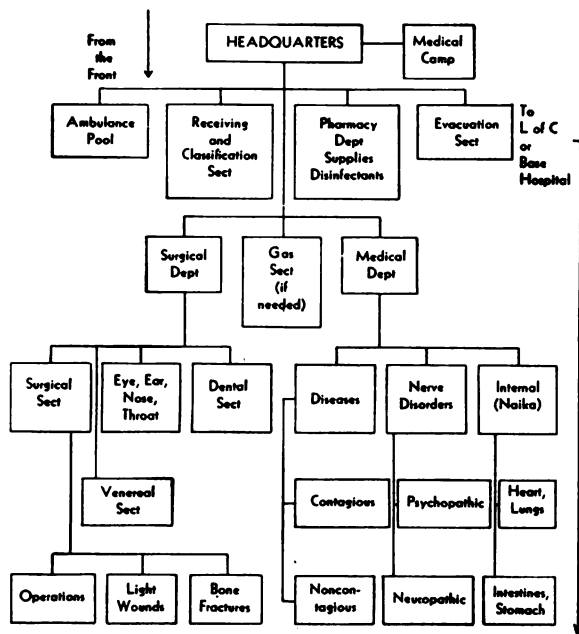 From
the
Front
HEADQUARTERS
Medical
Camp
Ambulance
Pool
Receiving
and
Classification
Sect
Pharmacy
Dept
Supplies
Disinfectants
Evacuation
Sect
To
L of C
or
Base
Hospital
Surgical
Dept
Gas
Sect
(if
needed)
Medical
Dept
Surgical
Sect
Eye, Ear,
Nose,
Throat
Dental
Sect
Diseases
Nerve
Disorders
Internal
(Naika)
Venereal
Sect
Contagious
Psychopathic
Heart,
Lungs
Operations
Light
Wounds
Bone
Fractures
Noncon-
tagious
Neuropathic
Intestines,
Stomach